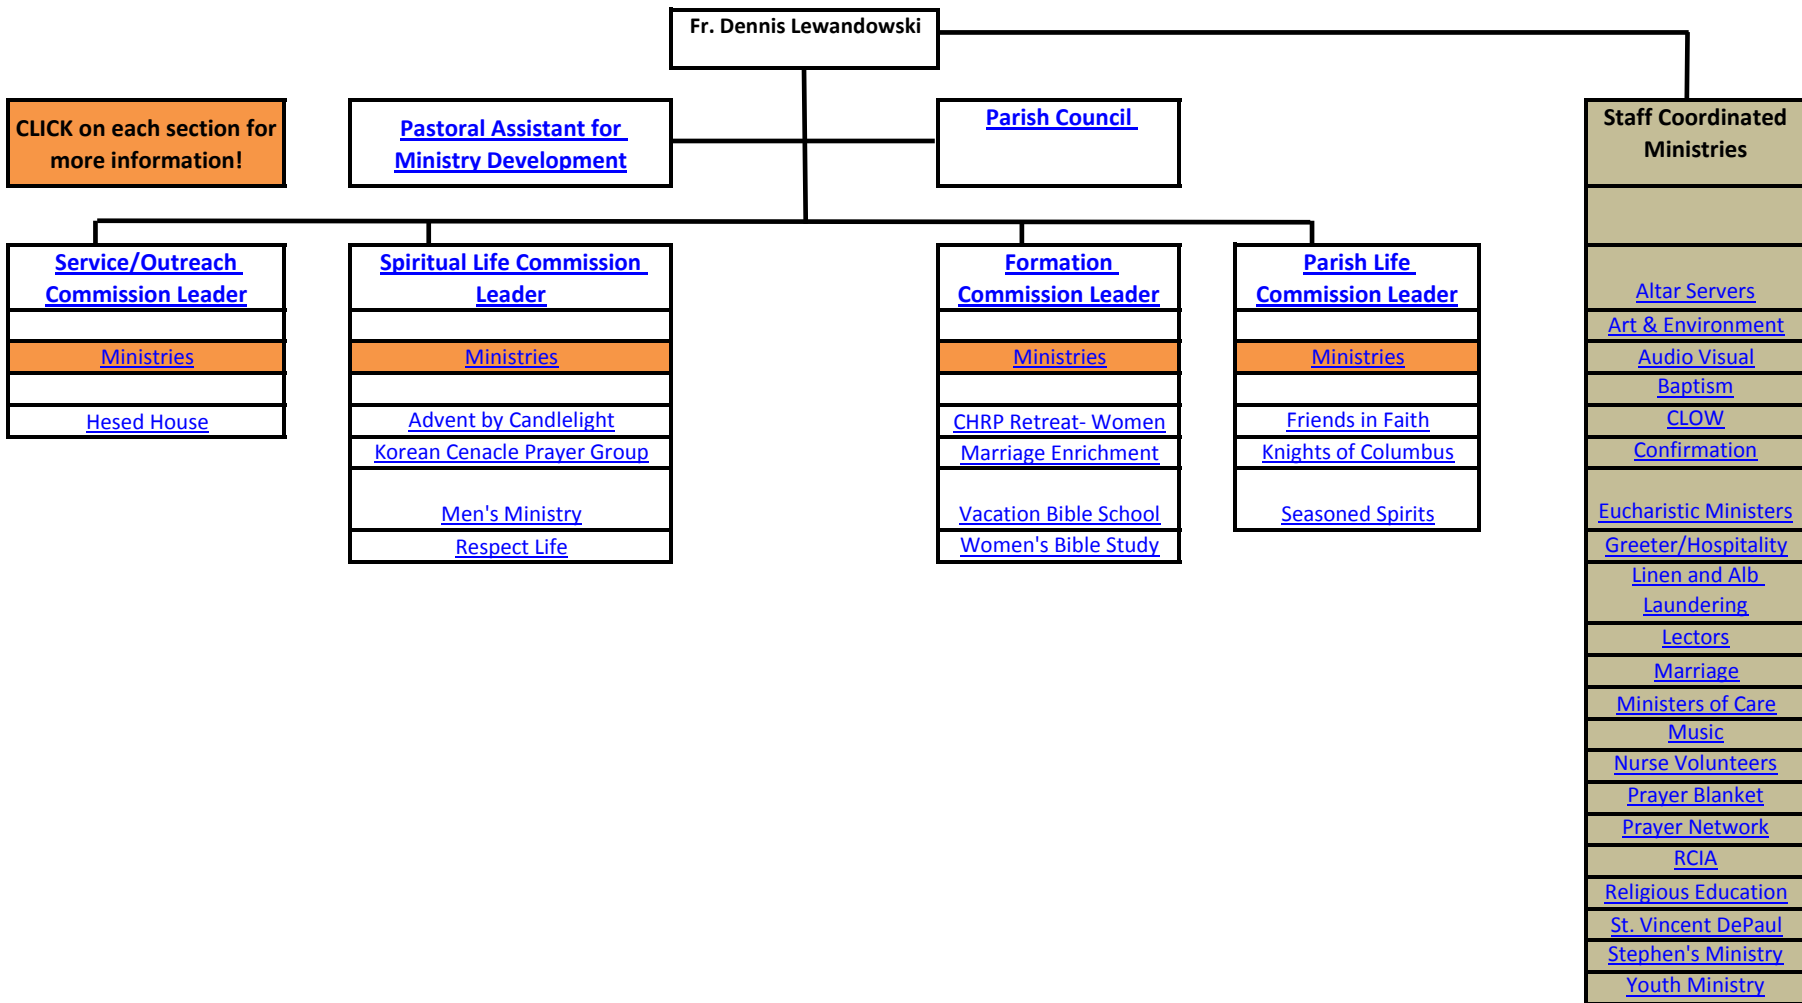 Fr. Dennis Lewandowski
CLICK on each section for
more information!
Pastoral Assistant for
Ministry Development
Parish Council
Staff Coordinated
Ministries
Service/Outreach
Commission Leader
Ministries
Hesed House
Spiritual Life Commission
Leader
Ministries
Advent by Candlelight
Korean Cenacle Prayer Group
Men's Ministry
Respect Life
Formation
Commission Leader
Ministries
CHRP Retreat- Women
Marriage Enrichment
Vacation Bible School
Women's Bible Study
Parish Life
Commission Leader
Ministries
Friends in Faith
Knights of Columbus
Seasoned Spirits
Altar Servers
Art & Environment
Audio Visual
Baptism
CLOW
Confirmation
Eucharistic Ministers
Greeter/Hospitality
Linen and Alb
Laundering
Lectors
Marriage
Ministers of Care
Music
Nurse Volunteers
Prayer Blanket
Prayer Network
RCIA
Religious Education
St. Vincent DePaul
Stephen's Ministry
Youth Ministry